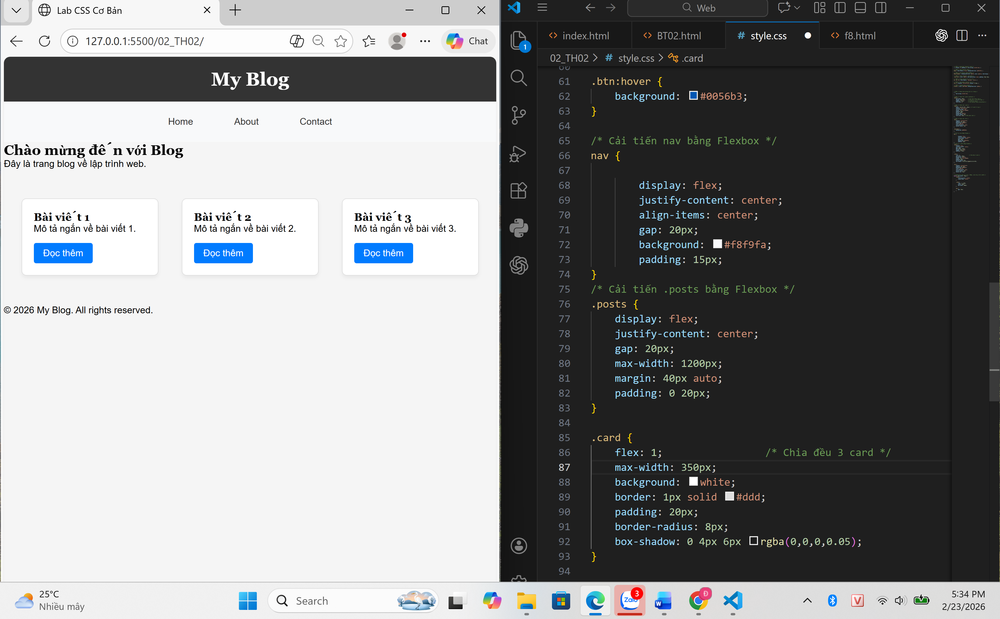 Lab CSS Cơ Bản
127.0.0.1:5500/02_TH02/
Chat
My Blog
Home About Contact
Chào mừng đến với Blog
Đây là trang blog về lập trình web.
Bài viết 1
Mô tả ngắn về bài viết 1.
Đọc thêm
Bài viết 2
Mô tả ngắn về bài viết 2.
Đọc thêm
Bài viết 3
Mô tả ngắn về bài viết 3.
Đọc thêm
© 2026 My Blog. All rights reserved.
Web
index.html BT02.html # style.css f8.html
1
02_TH02 > # style.css > .card
60
61 .btn:hover {
62 background: #0056b3;
63 }
64
65 /* Cải tiến nav bằng Flexbox */
66 nav {
67
68 display: flex;
69 justify-content: center;
70 align-items: center;
71 gap: 20px;
72 background: #f8f9fa;
73 padding: 15px;
74 }
75 /* Cải tiến .posts bằng Flexbox */
76 .posts {
77 display: flex;
78 justify-content: center;
79 gap: 20px;
80 max-width: 1200px;
81 margin: 40px auto;
82 padding: 0 20px;
83 }
84
85 .card {
86 flex: 1; /* Chia đều 3 card */
87 max-width: 350px;
88 background: white;
89 border: 1px solid #ddd;
90 padding: 20px;
91 border-radius: 8px;
92 box-shadow: 0 4px 6px rgba(0,0,0,0.05);
93 }
94
25°C
Nhiều mây
Search
Zalo
3
W
Đ
V
5:34 PM
2/23/2026